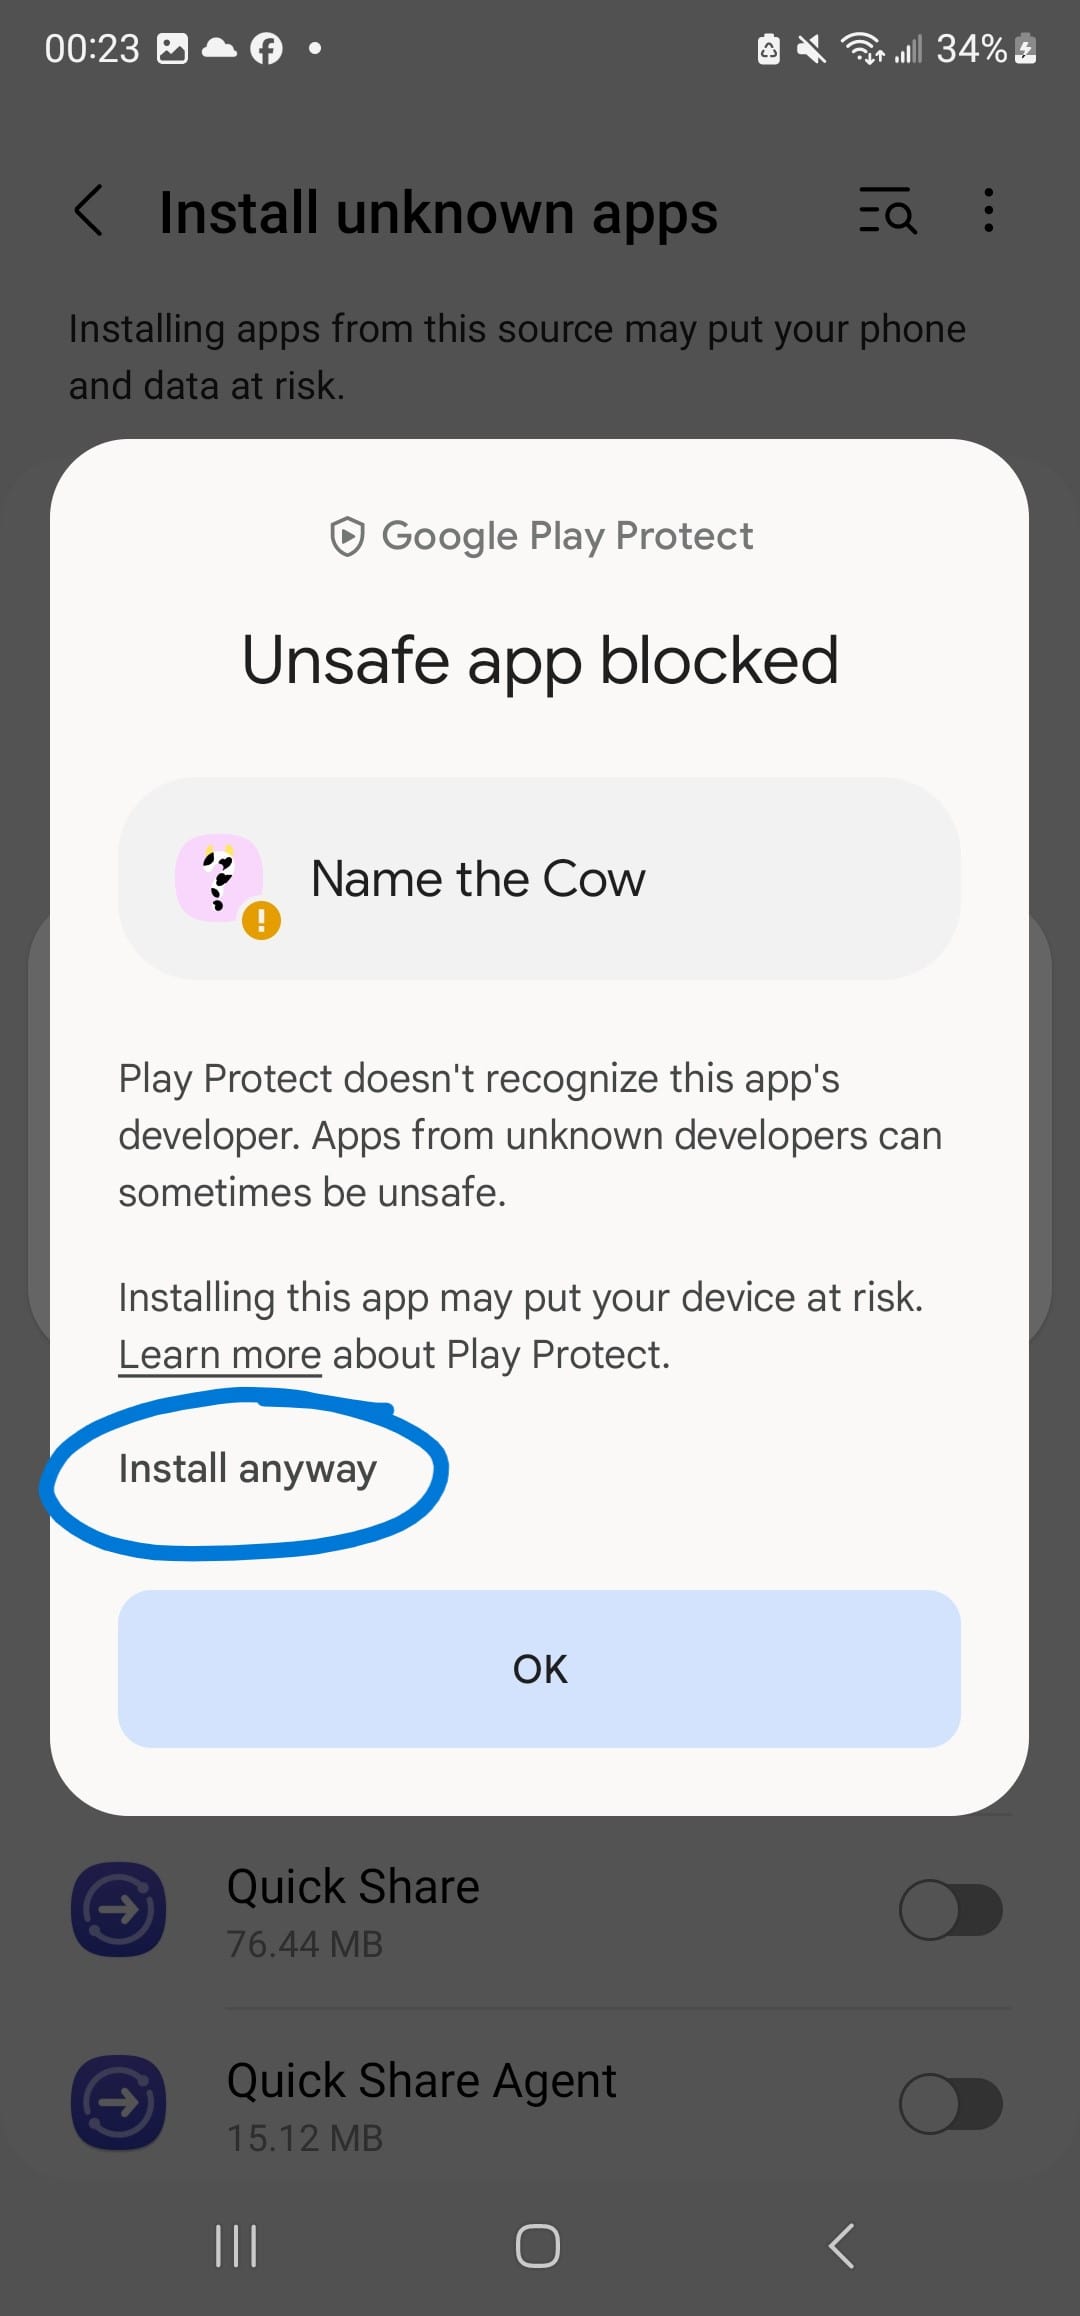 00:23
34%
Install unknown apps
Installing apps from this source may put your phone
and data at risk.
Google Play Protect
Unsafe app blocked
Name the Cow
Play Protect doesn't recognize this app's
developer. Apps from unknown developers can
sometimes be unsafe.
Installing this app may put your device at risk.
Learn more about Play Protect.
Install anyway
OK
Quick Share
76.44 MB
Quick Share Agent
15.12 MB